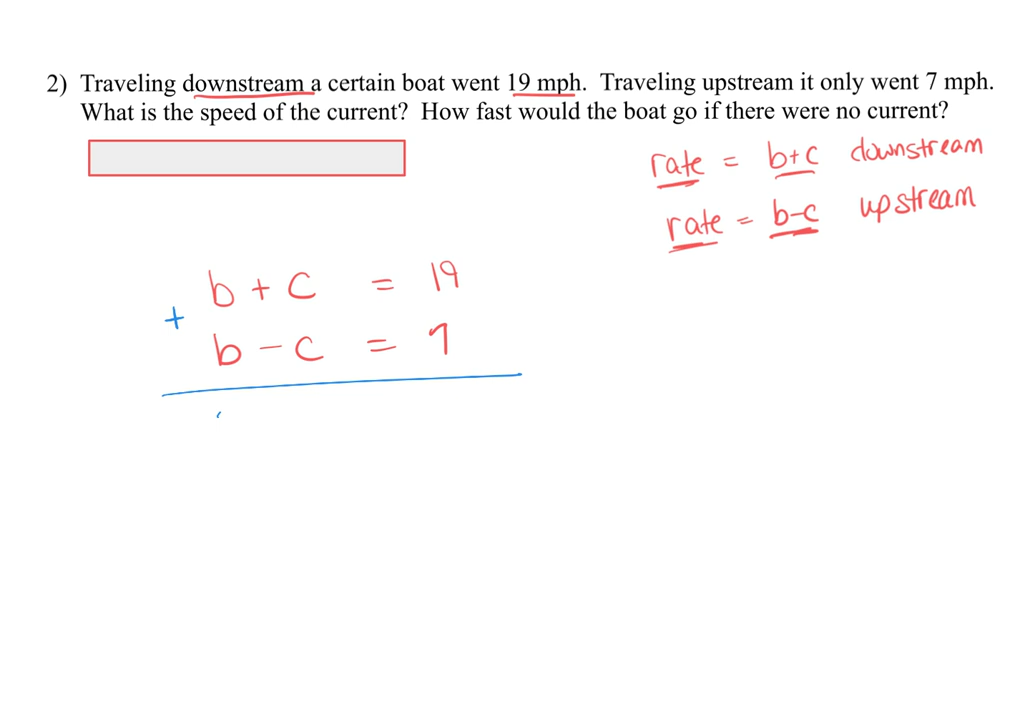 2) Traveling downstream a certain boat went 19 mph. Traveling upstream it only went 7 mph.
What is the speed of the current? How fast would the boat go if there were no current?
rate = b+c downstream
rate = b-c upstream
b + c = 19
+
b - c = 7